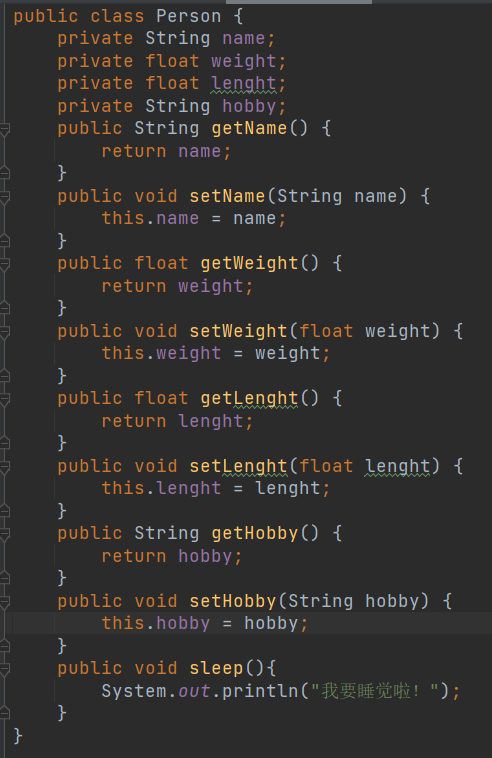 public class Person {
    private String name;
    private float weight;
    private float lenght;
    private String hobby;
    public String getName() {
        return name;
    }
    public void setName(String name) {
        this.name = name;
    }
    public float getWeight() {
        return weight;
    }
    public void setWeight(float weight) {
        this.weight = weight;
    }
    public float getLenght() {
        return lenght;
    }
    public void setLenght(float lenght) {
        this.lenght = lenght;
    }
    public String getHobby() {
        return hobby;
    }
    public void setHobby(String hobby) {
        this.hobby = hobby;
    }
    public void sleep(){
        System.out.println("我要睡觉啦！");
    }
}